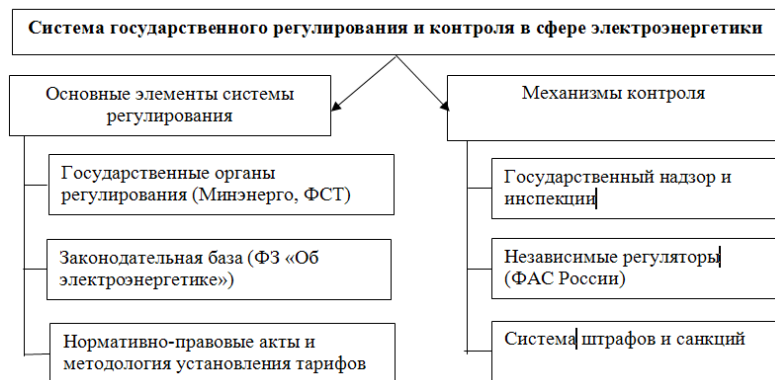 Система государственного регулирования и контроля в сфере электроэнергетики
Основные элементы системы
регулирования
Государственные органы
регулирования (Минэнерго, ФСТ)
Законодательная база (ФЗ «Об
электроэнергетике»)
Нормативно-правовые акты и
методология установления тарифов
Механизмы контроля
Государственный надзор и
инспекции
Независимые регуляторы
(ФАС России)
Система штрафов и санкций